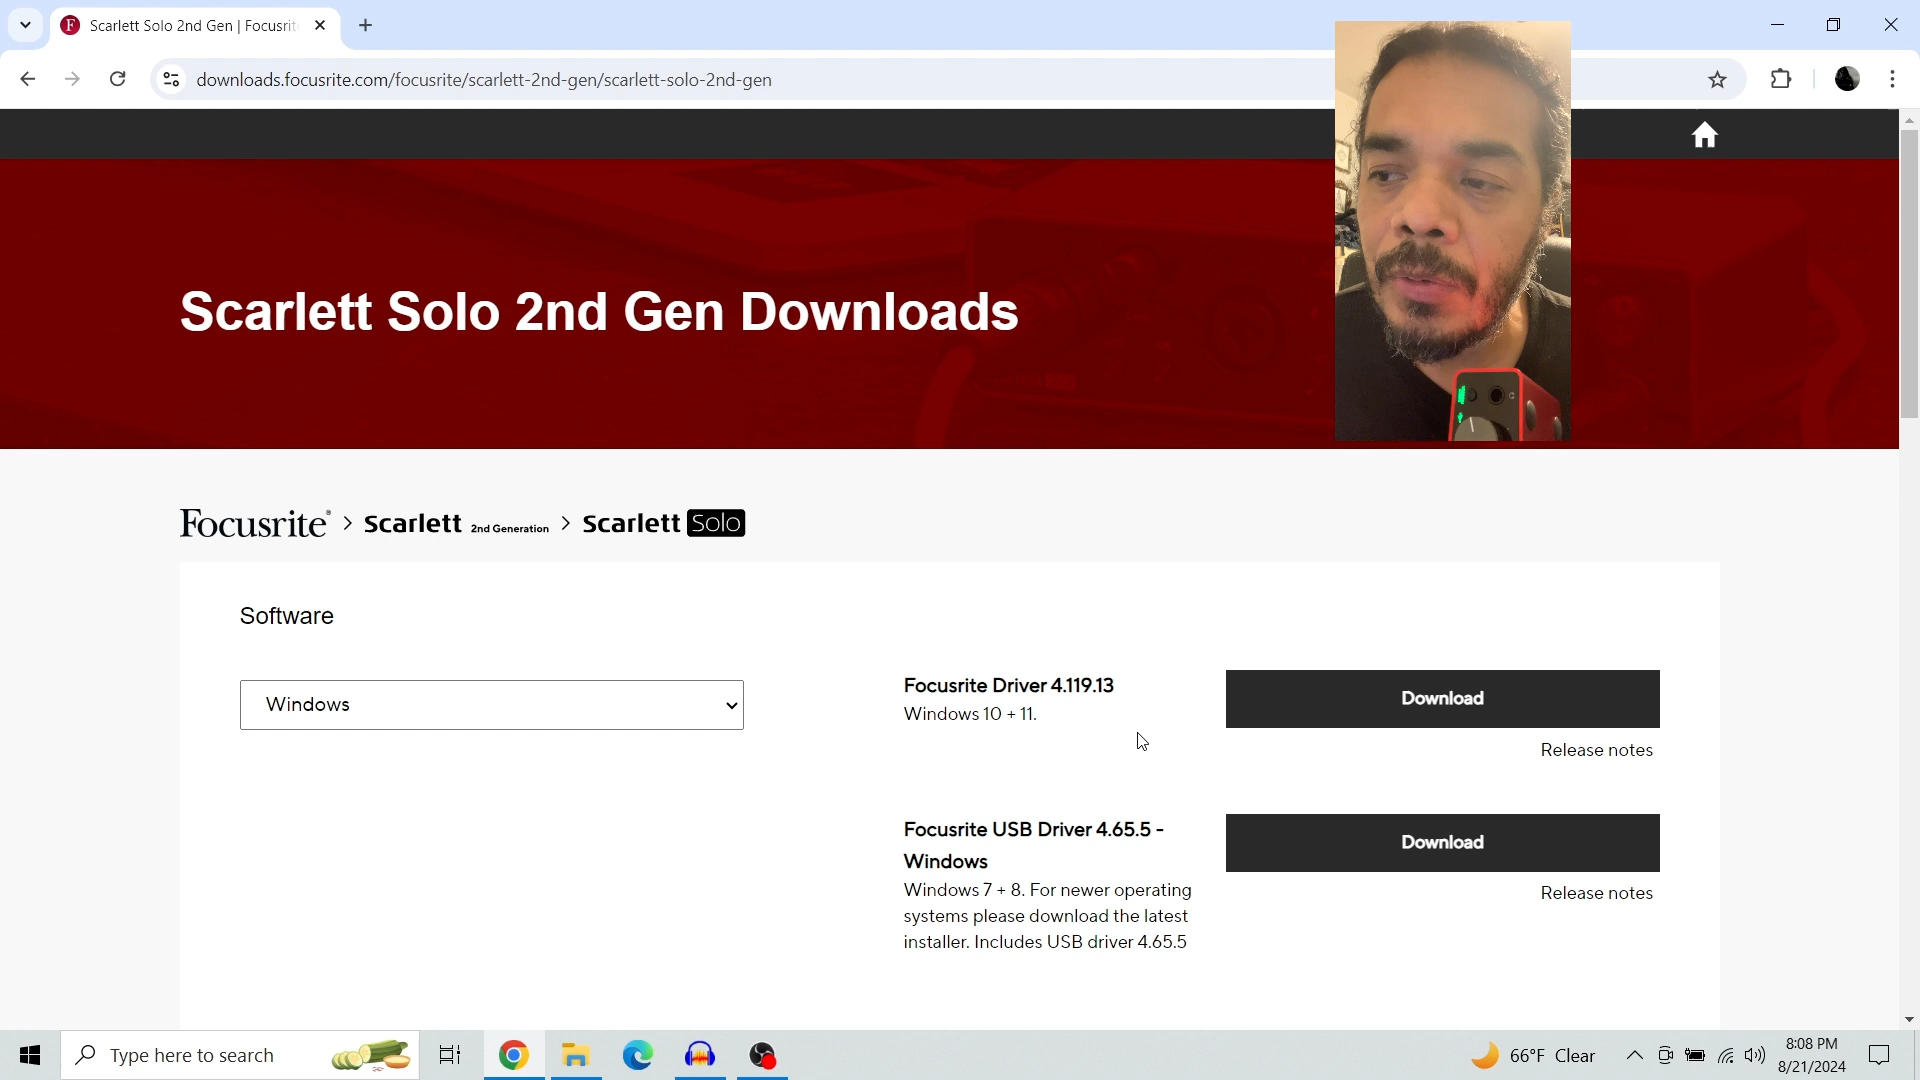 Scarlett Solo 2nd Gen | Focusrit
downloads.focusrite.com/focusrite/scarlett-2nd-gen/scarlett-solo-2nd-gen
Scarlett Solo 2nd Gen Downloads
Focusrite® > Scarlett 2nd Generation > Scarlett Solo
Software
Windows
Focusrite Driver 4.119.13
Windows 10 + 11.
Download
Release notes
Focusrite USB Driver 4.65.5 -
Windows
Windows 7 + 8. For newer operating
systems please download the latest
installer. Includes USB driver 4.65.5
Download
Release notes
Type here to search
66°F Clear
8:08 PM
8/21/2024